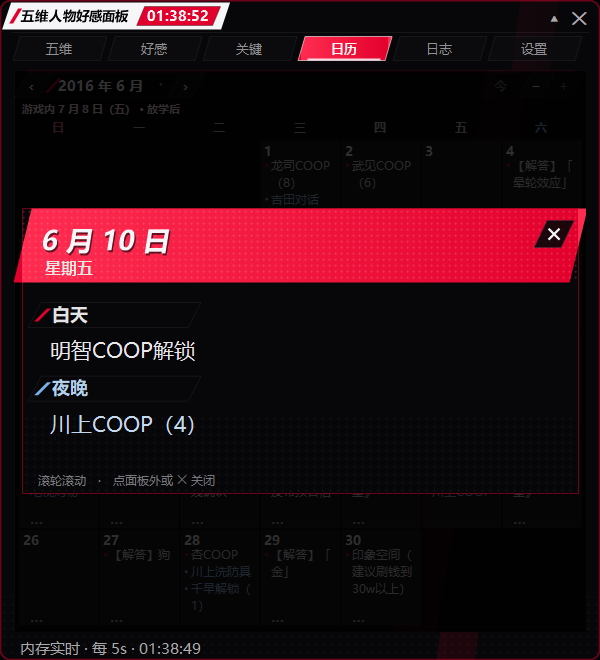 五维人物好感面板 01:38:52
五维 好感 关键 日历 日志 设置
‹ 2016 年 6 月 · › 今 − +
游戏内 7 月 8 日（五） • 放学后
日 一 二 三 四 五 六
1 2 3 4
• 龙司COOP
（8）
• 吉田对话
• 武见COOP
（6）
• 【解答】「
晕轮效应」
6 月 10 日
星期五
白天
明智COOP解锁
夜晚
川上COOP（4）
滚轮滚动 · 点面板外或 ✕ 关闭
... ... ... ... ... ...
26 27 28 29 30
• 【解答】狗
• 杏COOP
• 川上洗防具
• 千早解锁（
1）
• 【解答】「
金」
• 印象空间（
建议刷钱到
30w以上)
... ... ... ... ...
内存实时 · 每 5s · 01:38:49